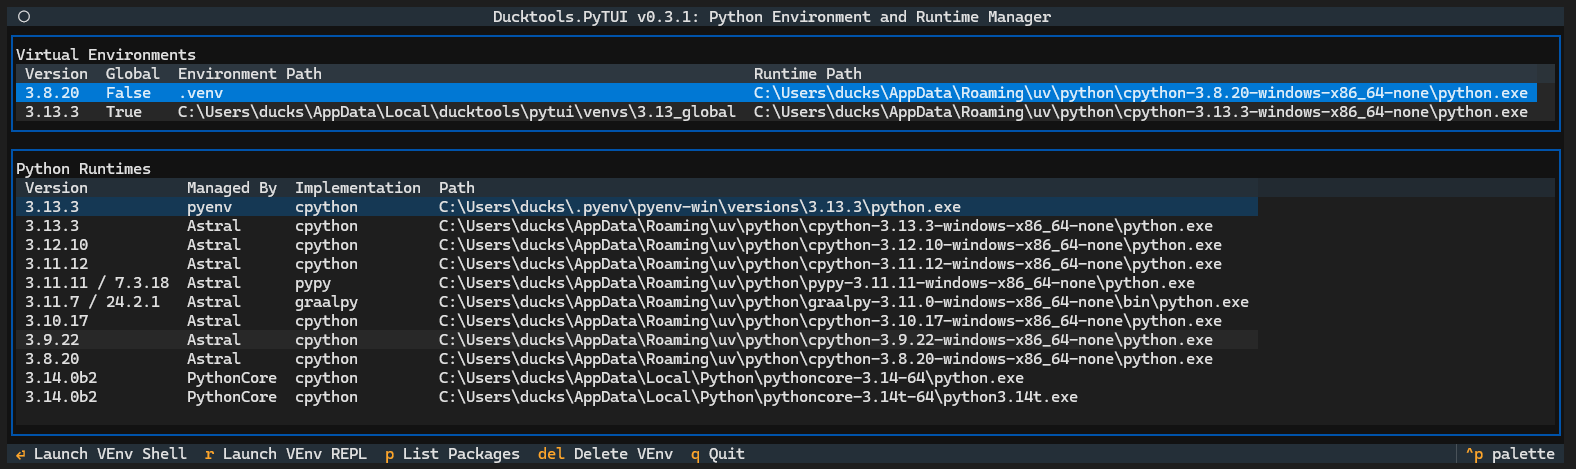 Ducktools.PyTUI v0.3.1: Python Environment and Runtime Manager
Virtual Environments
Version Global Environment Path Runtime Path
3.8.20 False .venv C:\Users\ducks\AppData\Roaming\uv\python\cpython-3.8.20-windows-x86_64-none\python.exe
3.13.3 True C:\Users\ducks\AppData\Local\ducktools\pytui\venvs\3.13_global C:\Users\ducks\AppData\Roaming\uv\python\cpython-3.13.3-windows-x86_64-none\python.exe
Python Runtimes
Version Managed By Implementation Path
3.13.3 pyenv cpython C:\Users\ducks\.pyenv\pyenv-win\versions\3.13.3\python.exe
3.13.3 Astral cpython C:\Users\ducks\AppData\Roaming\uv\python\cpython-3.13.3-windows-x86_64-none\python.exe
3.12.10 Astral cpython C:\Users\ducks\AppData\Roaming\uv\python\cpython-3.12.10-windows-x86_64-none\python.exe
3.11.12 Astral cpython C:\Users\ducks\AppData\Roaming\uv\python\cpython-3.11.12-windows-x86_64-none\python.exe
3.11.11 / 7.3.18 Astral pypy C:\Users\ducks\AppData\Roaming\uv\python\pypy-3.11.11-windows-x86_64-none\python.exe
3.11.7 / 24.2.1 Astral graalpy C:\Users\ducks\AppData\Roaming\uv\python\graalpy-3.11.0-windows-x86_64-none\bin\python.exe
3.10.17 Astral cpython C:\Users\ducks\AppData\Roaming\uv\python\cpython-3.10.17-windows-x86_64-none\python.exe
3.9.22 Astral cpython C:\Users\ducks\AppData\Roaming\uv\python\cpython-3.9.22-windows-x86_64-none\python.exe
3.8.20 Astral cpython C:\Users\ducks\AppData\Roaming\uv\python\cpython-3.8.20-windows-x86_64-none\python.exe
3.14.0b2 PythonCore cpython C:\Users\ducks\AppData\Local\Python\pythoncore-3.14-64\python.exe
3.14.0b2 PythonCore cpython C:\Users\ducks\AppData\Local\Python\pythoncore-3.14t-64\python3.14t.exe
⏎ Launch VEnv Shell r Launch VEnv REPL p List Packages del Delete VEnv q Quit ^p palette